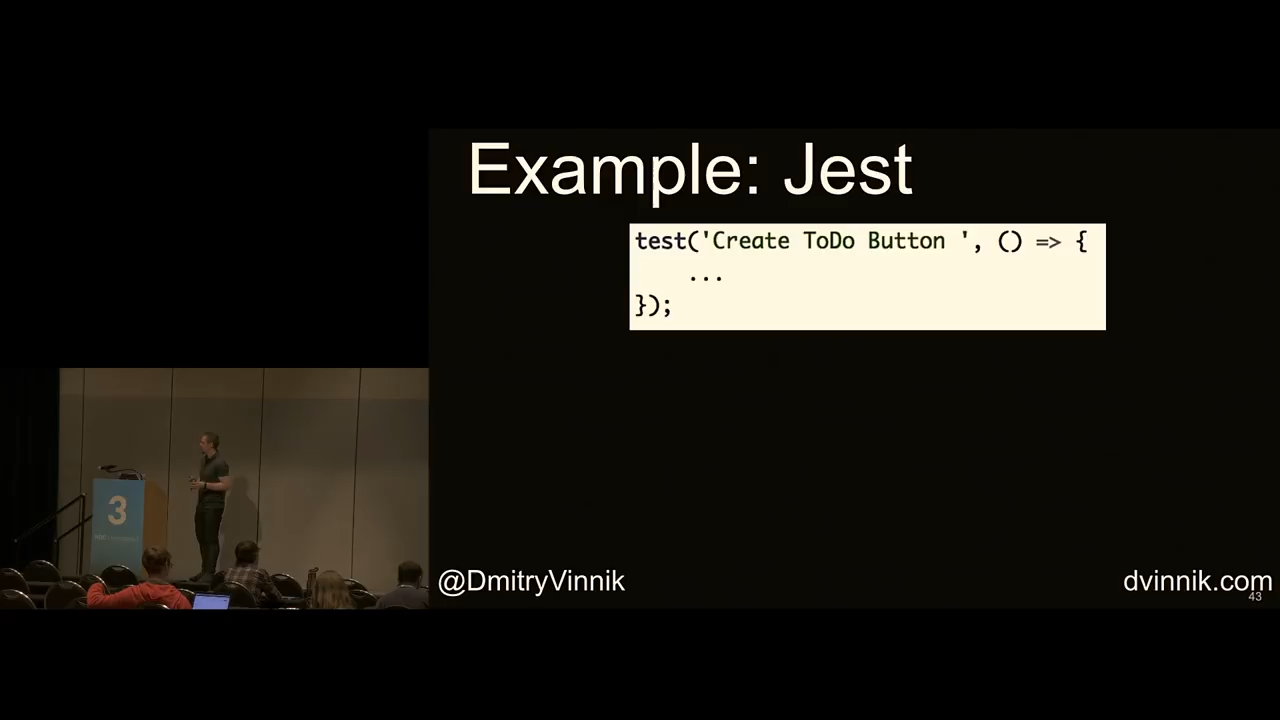 Example: Jest
test('Create ToDo Button ', () => {
...
});
3
@DmitryVinnik
dvinnik.com
43